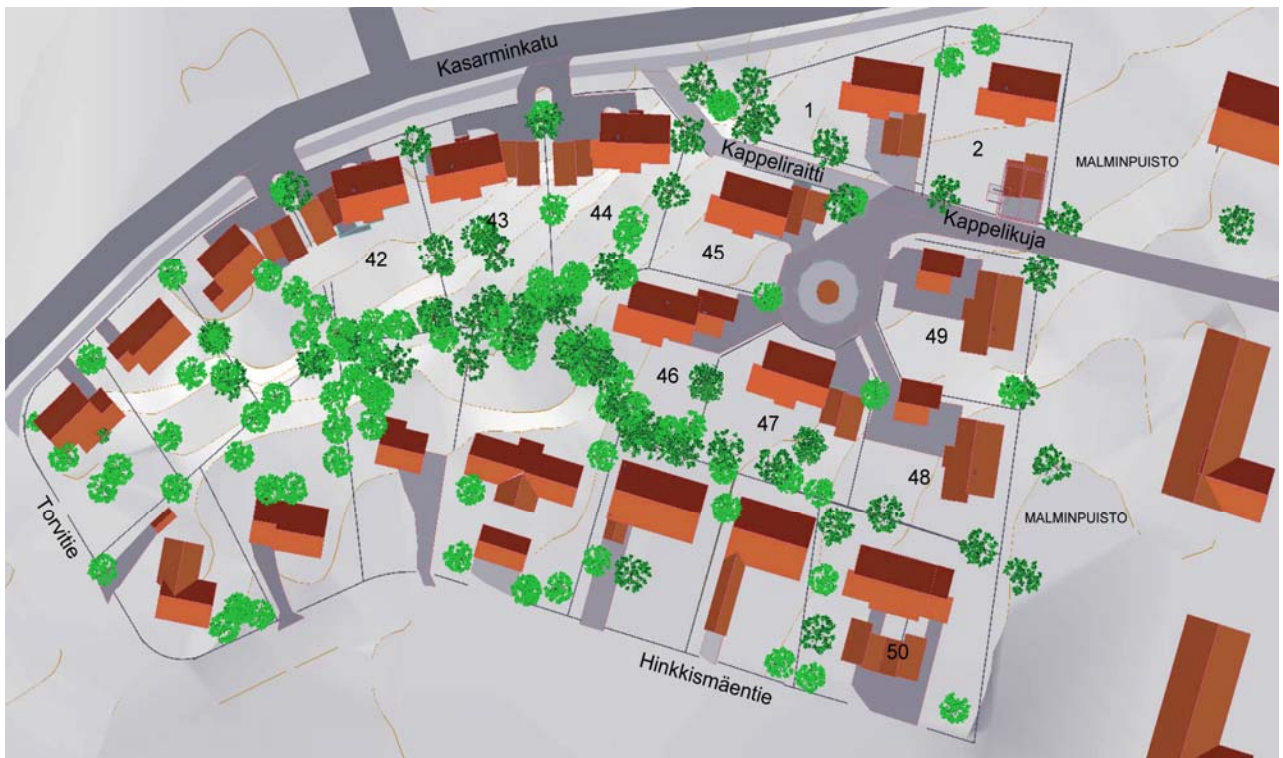 Kasarminkatu
1
2
MALMINPUISTO
Kappeliraitti
Kappelikuja
42
43
44
45
46
47
49
48
MALMINPUISTO
Torvitie
Hinkkismäentie
50